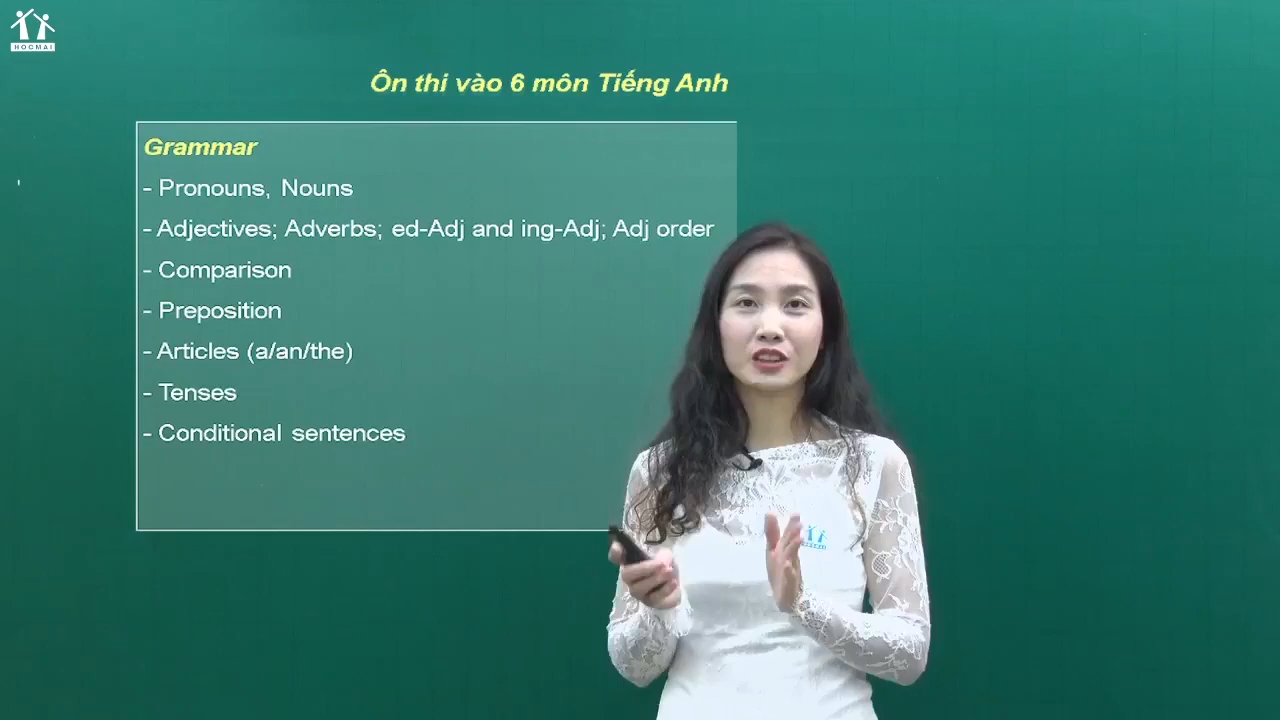 HOCMAI
Ôn thi vào 6 môn Tiếng Anh
Grammar
- Pronouns, Nouns
- Adjectives; Adverbs; ed-Adj and ing-Adj; Adj order
- Comparison
- Preposition
- Articles (a/an/the)
- Tenses
- Conditional sentences